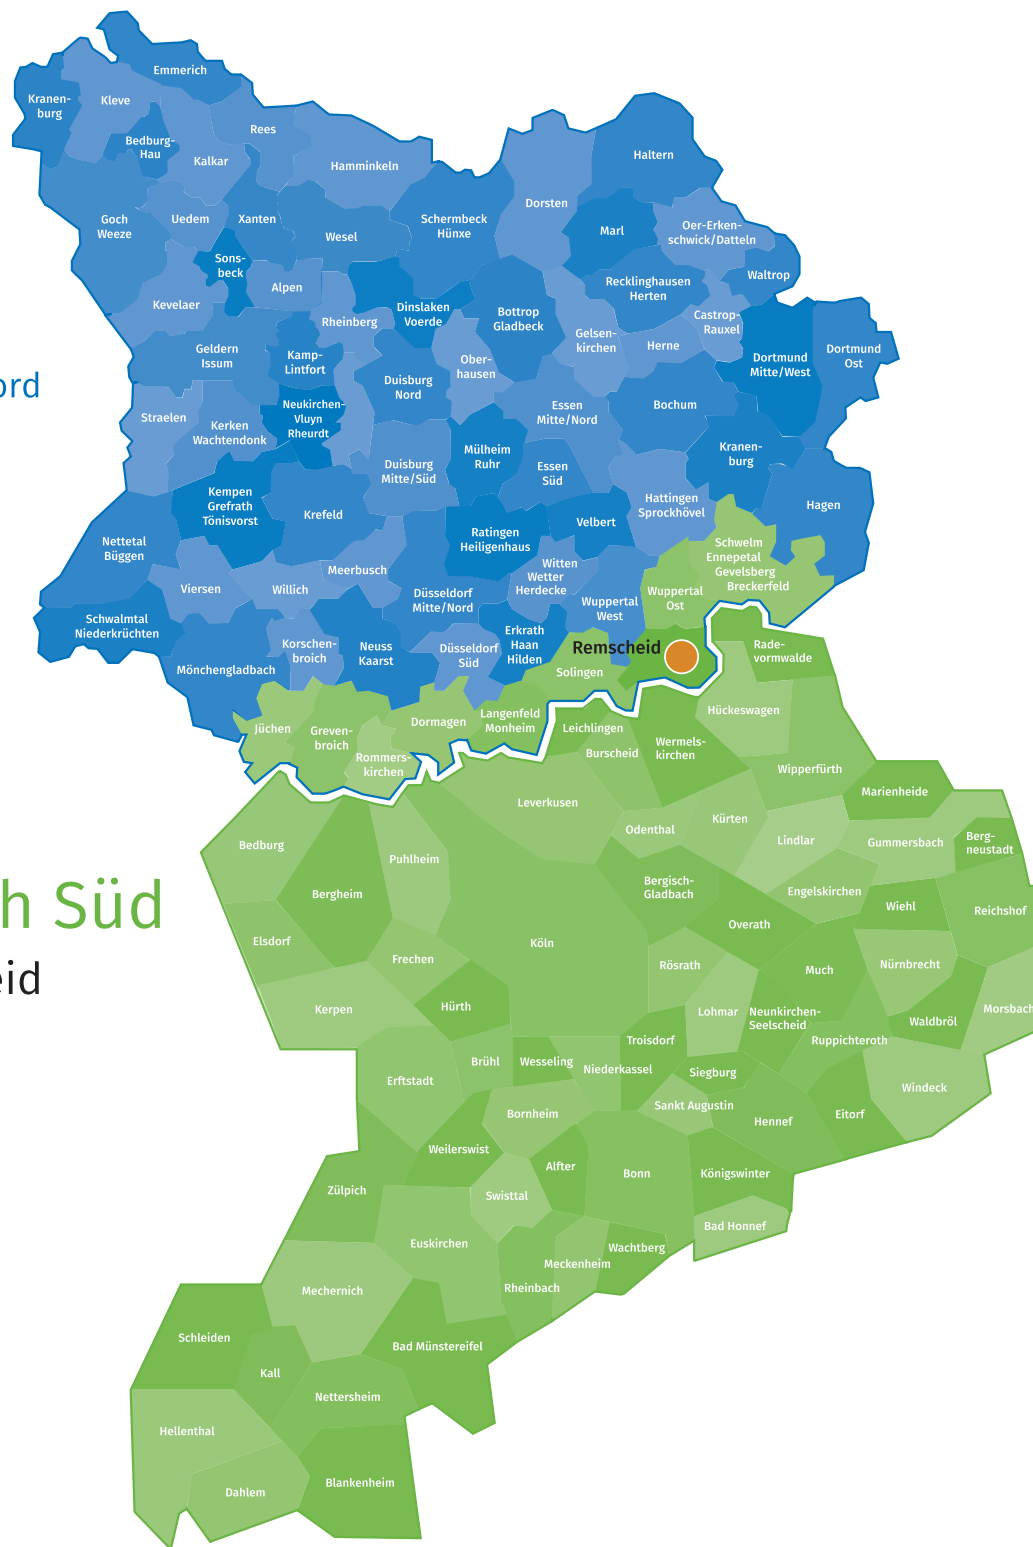 Emmerich
Kranen-
burg
Kleve
Bedburg-
Hau
Rees
Kalkar
Hamminkeln
Haltern
Dorsten
Goch
Weeze
Uedem
Xanten
Wesel
Schermbeck
Hünxe
Marl
Oer-Erken-
schwick/Datteln
Sons-
beck
Waltrop
Alpen
Recklinghausen
Herten
Kevelaer
Rheinberg
Dinslaken
Voerde
Bottrop
Gladbeck
Castrop-
Rauxel
Gelsen-
kirchen
Herne
Geldern
Issum
Kamp-
Lintfort
Ober-
hausen
Dortmund
Mitte/West
Dortmund
Ost
ord
Duisburg
Nord
Straelen
Kerken
Wachtendonk
Neukirchen-
Vluyn
Rheurdt
Essen
Mitte/Nord
Bochum
Mülheim
Ruhr
Kranen-
burg
Duisburg
Mitte/Süd
Essen
Süd
Kempen
Grefrath
Tönisvorst
Krefeld
Hattingen
Sprockhövel
Hagen
Velbert
Ratingen
Heiligenhaus
Nettetal
Büggen
Schwelm
Ennepetal
Gevelsberg
Breckerfeld
Viersen
Willich
Meerbusch
Witten
Wetter
Herdecke
Düsseldorf
Mitte/Nord
Wuppertal
West
Wuppertal
Ost
Schwalmtal
Niederkrüchten
Erkrath
Haan
Hilden
Korschen-
broich
Neuss
Kaarst
Düsseldorf
Süd
Remscheid
Rade-
vormwalde
Mönchengladbach
Solingen
Jüchen
Greven-
broich
Dormagen
Langenfeld
Monheim
Hückeswagen
Leichlingen
Rommers-
kirchen
Burscheid
Wermels-
kirchen
Wipperfürth
Marienheide
Leverkusen
Odenthal
Kürten
Lindlar
Gummersbach
Berg-
neustadt
Bedburg
Puhlheim
Bergheim
Bergisch-
Gladbach
Engelskirchen
Wiehl
Reichshof
h Süd
Overath
Elsdorf
Köln
Frechen
Rösrath
Much
Nürnbrecht
eid
Kerpen
Hürth
Lohmar
Neunkirchen-
Seelscheid
Waldbröl
Morsbach
Troisdorf
Ruppichteroth
Brühl
Wesseling
Niederkassel
Siegburg
Erftstadt
Windeck
Sankt Augustin
Bornheim
Hennef
Eitorf
Weilerswist
Alfter
Bonn
Königswinter
Zülpich
Swisttal
Bad Honnef
Euskirchen
Wachtberg
Meckenheim
Mechernich
Rheinbach
Schleiden
Bad Münstereifel
Kall
Nettersheim
Hellenthal
Blankenheim
Dahlem